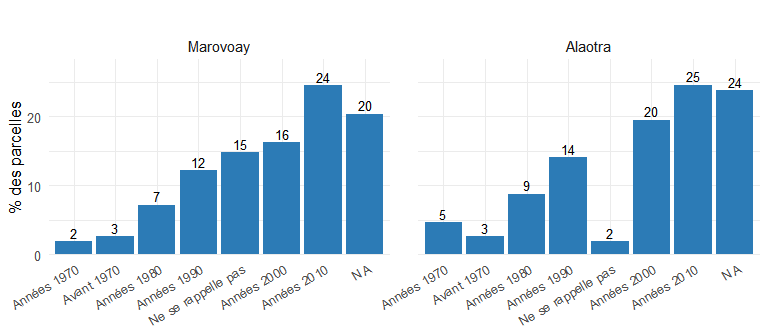 Marovoay
Alaotra
% des parcelles
20
10
0
2
3
7
12
15
16
24
20
5
3
9
14
2
20
25
24
Années 1970
Avant 1970
Années 1980
Années 1990
Ne se rappelle pas
Années 2000
Années 2010
NA
Années 1970
Avant 1970
Années 1980
Années 1990
Ne se rappelle pas
Années 2000
Années 2010
NA